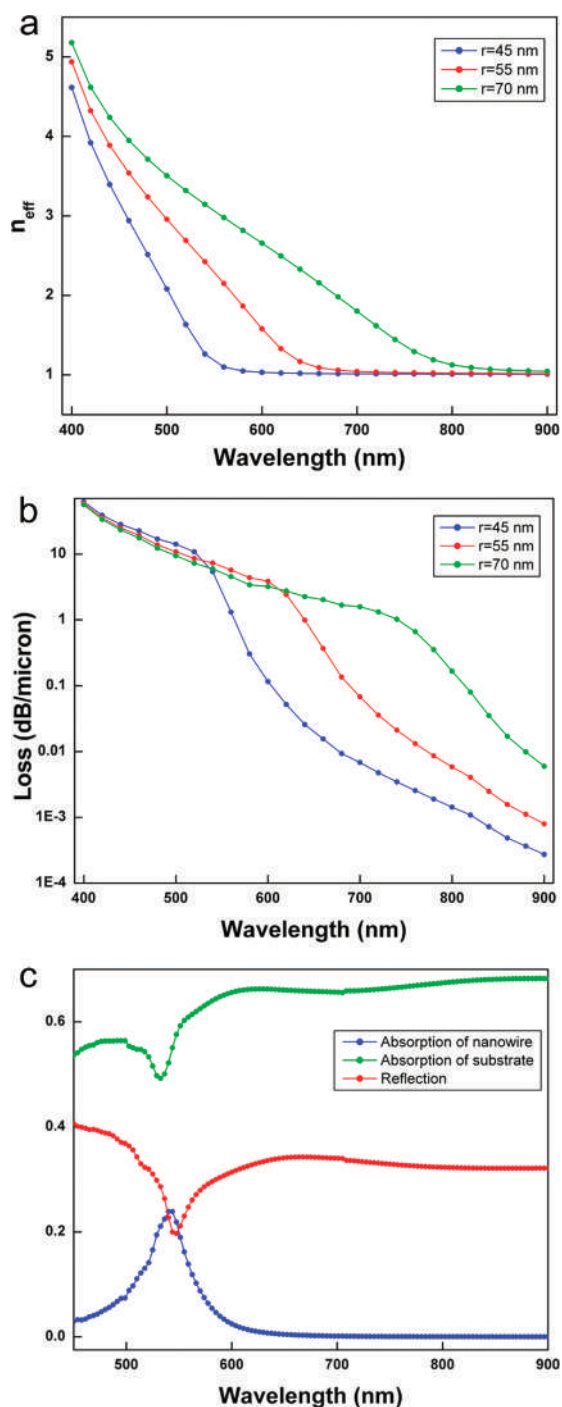 a
r=45 nm
r=55 nm
r=70 nm
5
4
3
2
1
n_eff
400 500 600 700 800 900
Wavelength (nm)
b
r=45 nm
r=55 nm
r=70 nm
10
1
0.1
0.01
1E-3
1E-4
Loss (dB/micron)
400 500 600 700 800 900
Wavelength (nm)
c
Absorption of nanowire
Absorption of substrate
Reflection
0.6
0.4
0.2
0.0
500 600 700 800 900
Wavelength (nm)